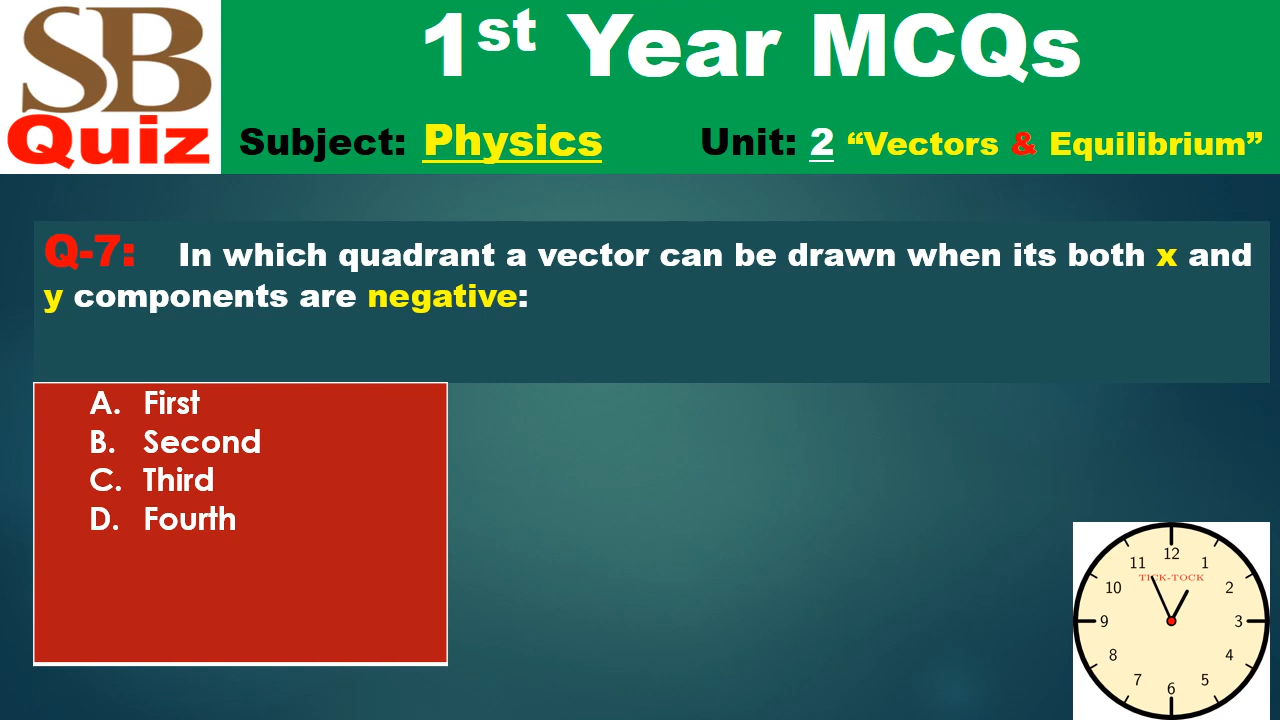 SB
Quiz
1st Year MCQs
Subject: Physics Unit: 2 “Vectors & Equilibrium”
Q-7: In which quadrant a vector can be drawn when its both x and
y components are negative:
A. First
B. Second
C. Third
D. Fourth
12
11 1
TICK-TOCK
10 2
9 3
8 4
7 5
6